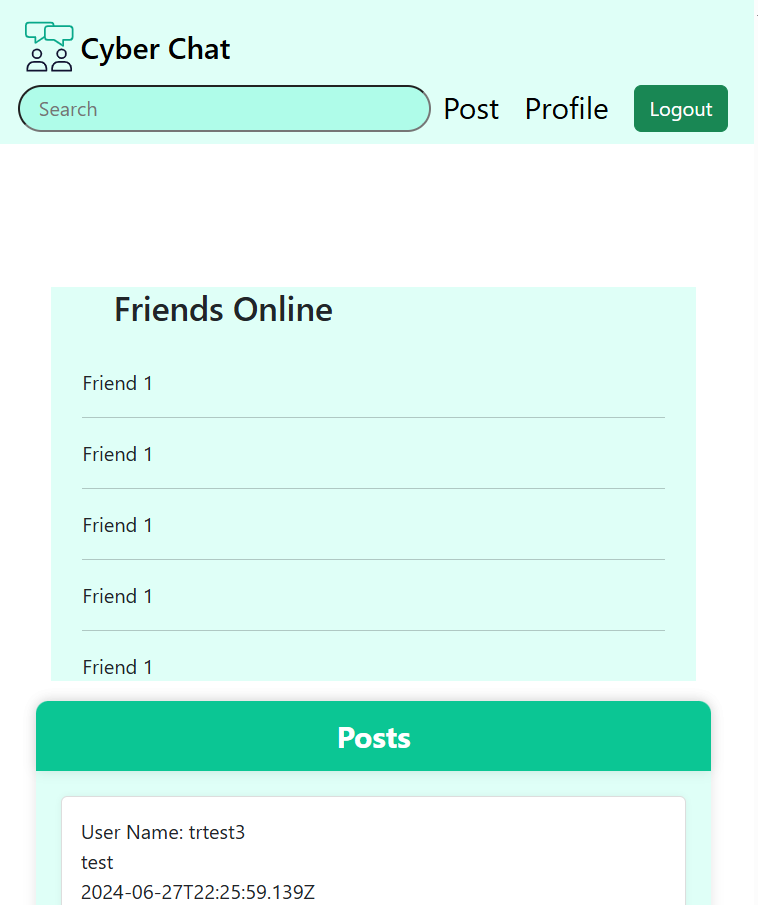 Cyber Chat
Search
Post
Profile
Logout
Friends Online
Friend 1
Friend 1
Friend 1
Friend 1
Friend 1
Posts
User Name: trtest3
test
2024-06-27T22:25:59.139Z